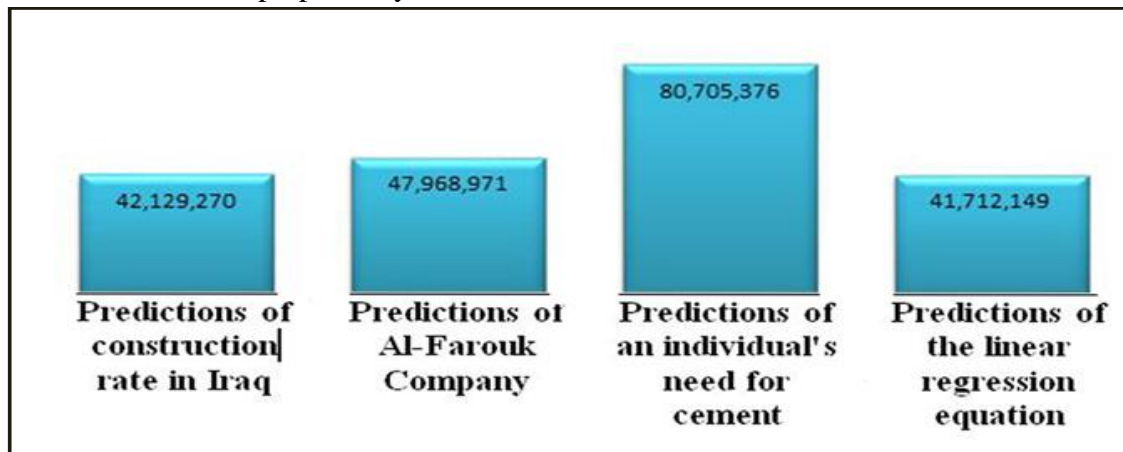 42,129,270
47,968,971
80,705,376
41,712,149
Predictions of
construction
rate in Iraq
Predictions of
Al-Farouk
Company
Predictions of
an individual's
need for
cement
Predictions of
the linear
regression
equation